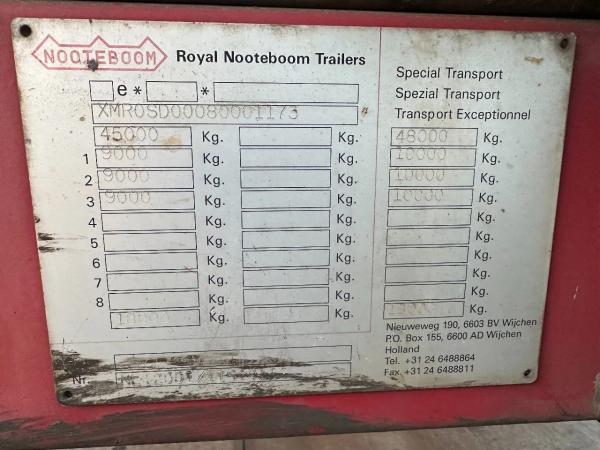 NOOTEBOOM Royal Nooteboom Trailers
Special Transport
Spezial Transport
Transport Exceptionnel
e* *
XMR0SD00080001173
45000 Kg. Kg. 48000 Kg.
1 9000 Kg. Kg. 10000 Kg.
2 9000 Kg. Kg. 10000 Kg.
3 9000 Kg. Kg. 10000 Kg.
4 Kg. Kg. Kg.
5 Kg. Kg. Kg.
6 Kg. Kg. Kg.
7 Kg. Kg. Kg.
8 Kg. Kg. Kg.
Kg. Kg. Kg.
Nieuweweg 190, 6603 BV Wijchen
P.O. Box 155, 6600 AD Wijchen
Holland
Tel. +31 24 6488864
Fax. +31 24 6488811
Nr.